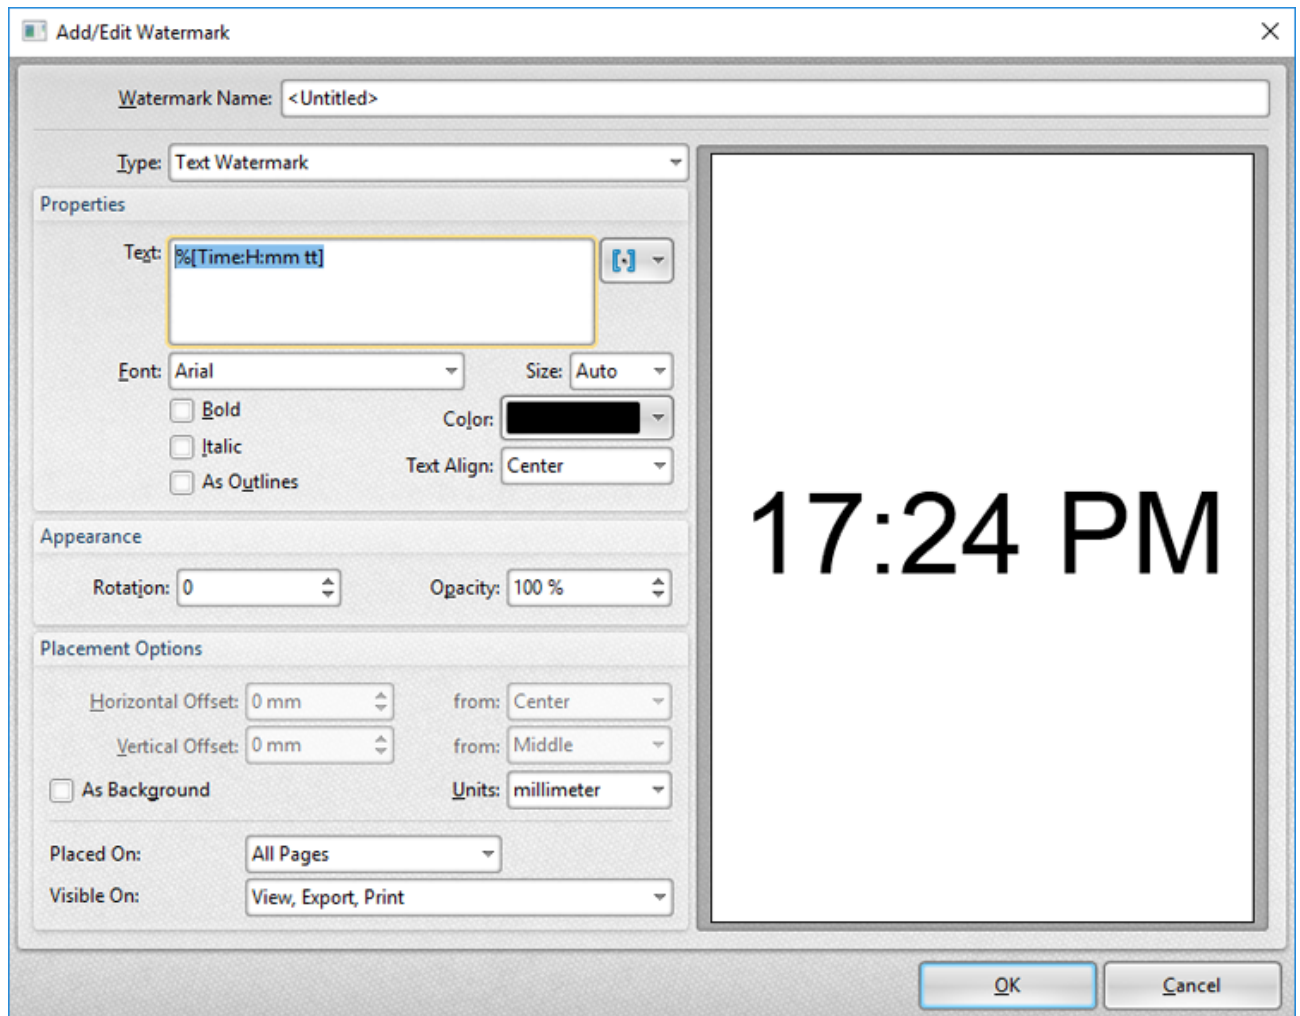 Add/Edit Watermark
Watermark Name: <Untitled>
Type: Text Watermark
Properties
Text: %[Time:H:mm tt]
Font: Arial Size: Auto
Bold
Color:
Italic
Text Align: Center
As Outlines
17:24 PM
Appearance
Rotation: 0 Opacity: 100 %
Placement Options
Horizontal Offset: 0 mm from: Center
Vertical Offset: 0 mm from: Middle
As Background Units: millimeter
Placed On: All Pages
Visible On: View, Export, Print
OK Cancel